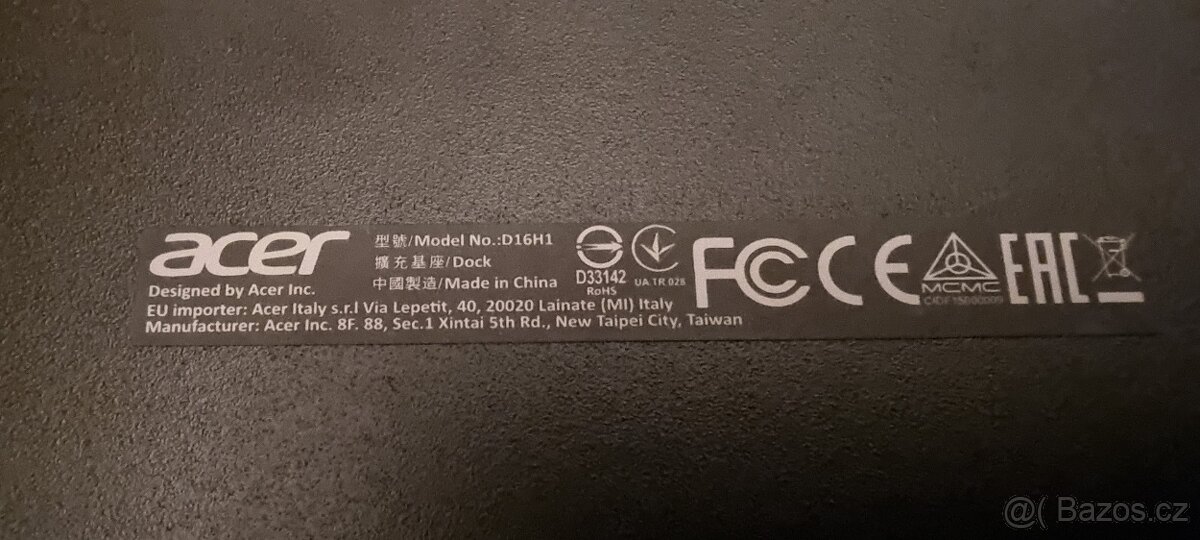 acer
Designed by Acer Inc.
型號/Model No.:D16H1
擴充基座/Dock
中國製造/Made in China
EU importer: Acer Italy s.r.l Via Lepetit, 40, 20020 Lainate (MI) Italy
Manufacturer: Acer Inc. 8F. 88, Sec.1 Xintai 5th Rd., New Taipei City, Taiwan
D33142
RoHS
UA.TR.028
FC CE
MCMC
EAC
@( Bazos.cz